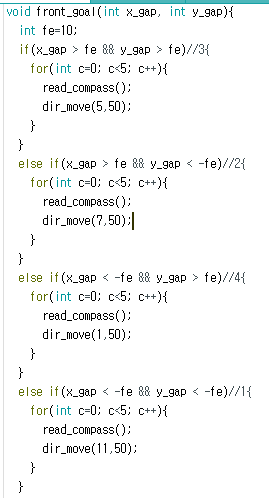 void front_goal(int x_gap, int y_gap){
int fe=10;
if(x_gap > fe && y_gap > fe)//3{
for(int c=0; c<5; c++){
read_compass();
dir_move(5,50);
}
}
else if(x_gap > fe && y_gap < -fe)//2{
for(int c=0; c<5; c++){
read_compass();
dir_move(7,50);
}
}
else if(x_gap < -fe && y_gap > fe)//4{
for(int c=0; c<5; c++){
read_compass();
dir_move(1,50);
}
}
else if(x_gap < -fe && y_gap < -fe)//1{
for(int c=0; c<5; c++){
read_compass();
dir_move(11,50);
}
}